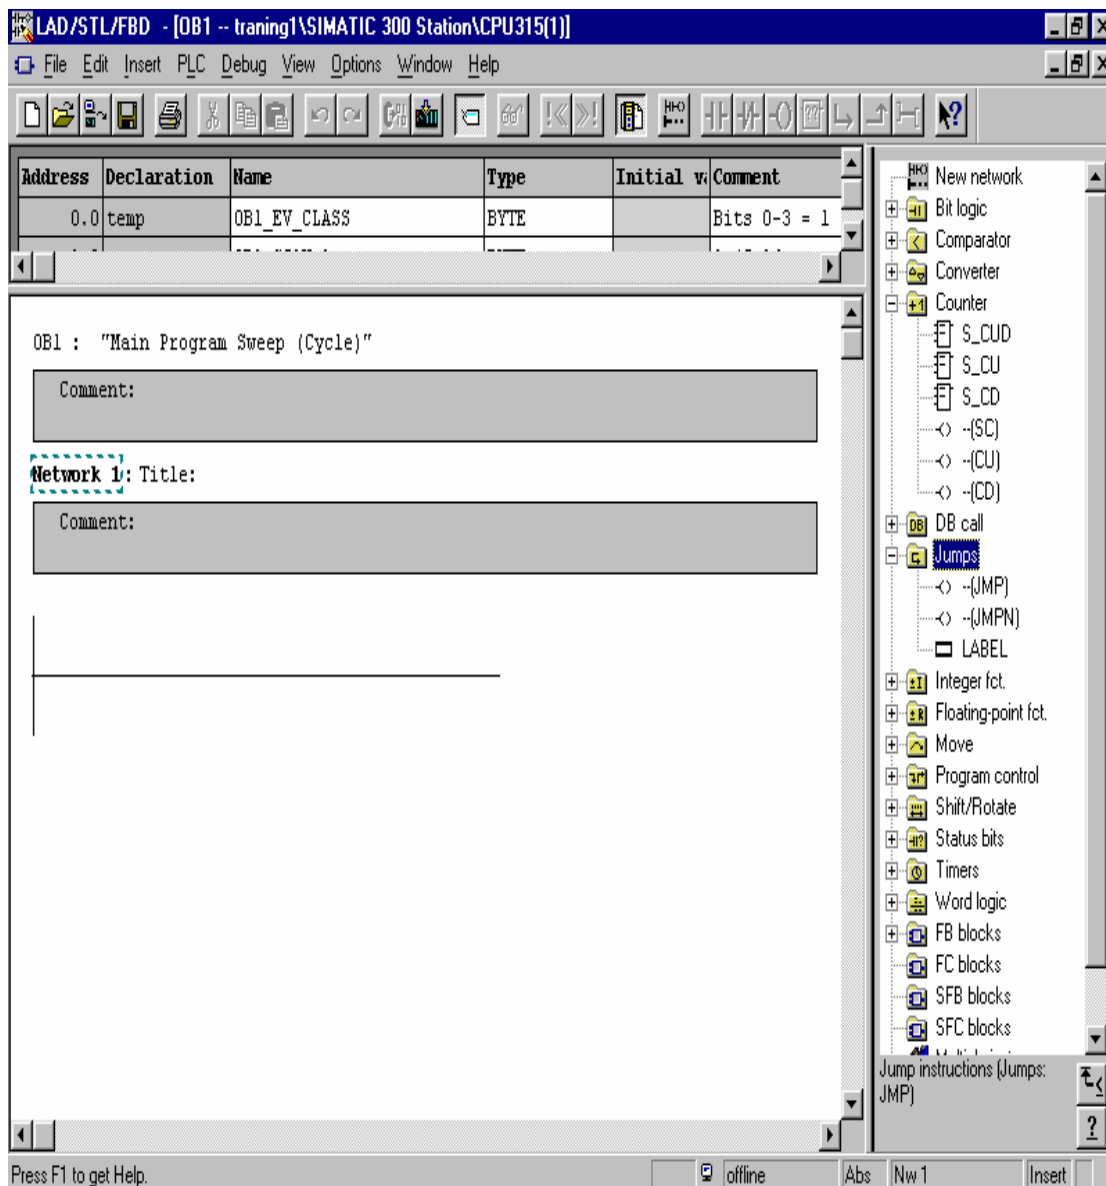 LAD/STL/FBD - [OB1 -- traning1\SIMATIC 300 Station\CPU315(1)]
File Edit Insert PLC Debug View Options Window Help
Address Declaration Name Type Initial va Comment
0.0 temp OB1_EV_CLASS BYTE Bits 0-3 = 1
OB1 : "Main Program Sweep (Cycle)"
Comment:
Network 1: Title:
Comment:
New network
Bit logic
Comparator
Converter
Counter
S_CUD
S_CU
S_CD
--(SC)
--(CU)
--(CD)
DB call
Jumps
--(JMP)
--(JMPN)
LABEL
Integer fct.
Floating-point fct.
Move
Program control
Shift/Rotate
Status bits
Timers
Word logic
FB blocks
FC blocks
SFB blocks
SFC blocks
Jump instructions (Jumps:
JMP)
Press F1 to get Help. offline Abs Nw 1 Insert